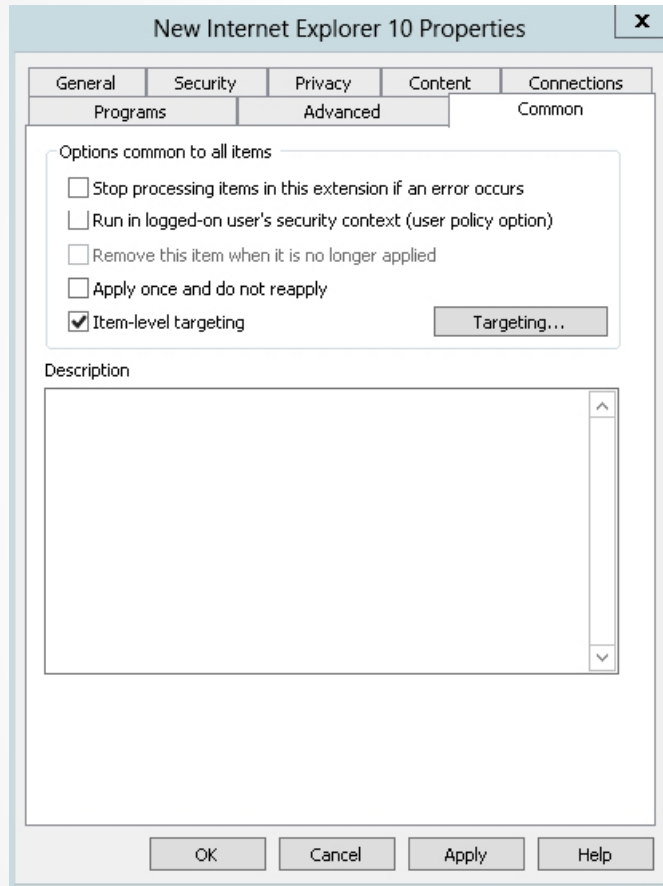 New Internet Explorer 10 Properties
x
General Security Privacy Content Connections
Programs Advanced Common
Options common to all items
Stop processing items in this extension if an error occurs
Run in logged-on user's security context (user policy option)
Remove this item when it is no longer applied
Apply once and do not reapply
Item-level targeting Targeting...
Description
OK Cancel Apply Help